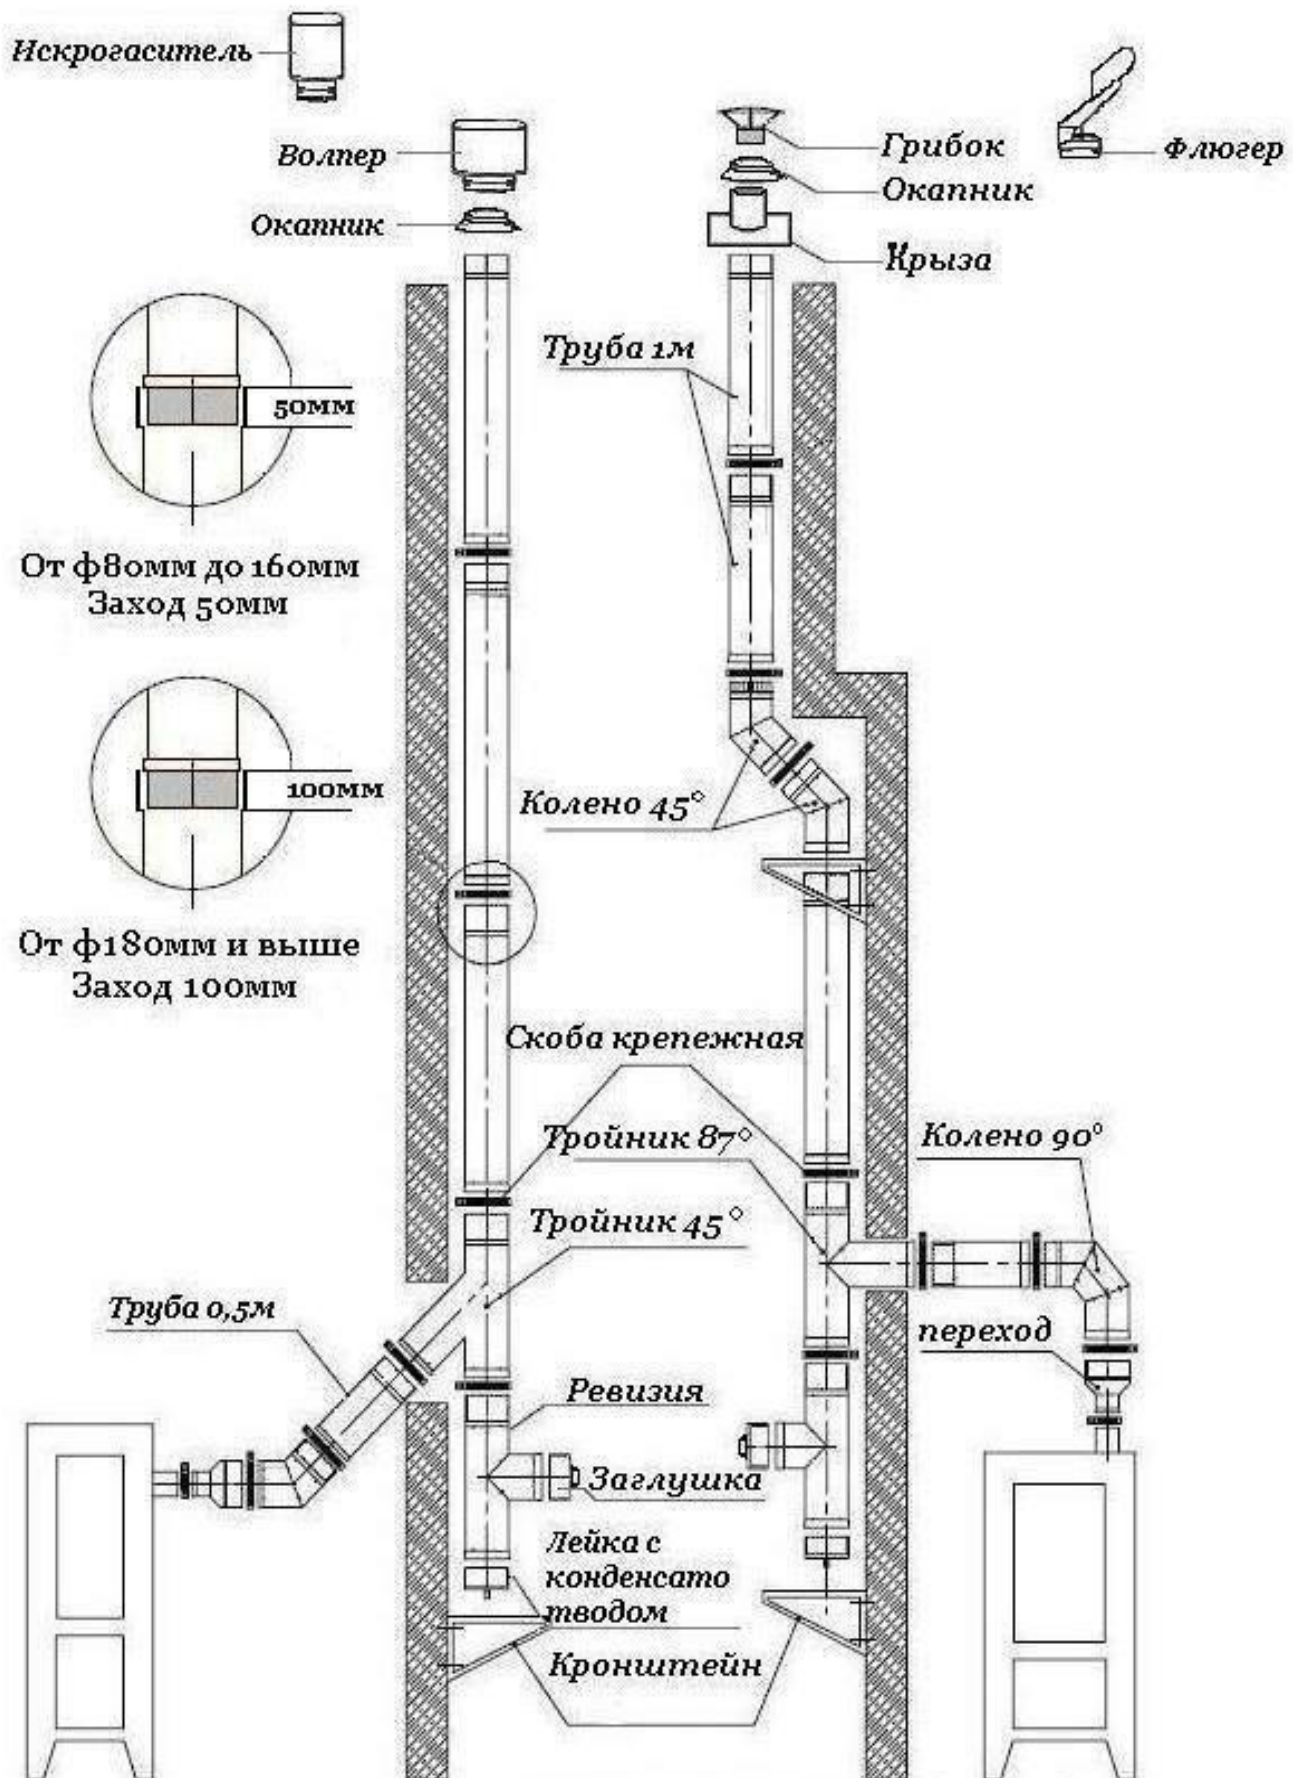 Искрогаситель
Волпер
Окапник
Грибок
Окапник
Крыза
Флюгер
Труба 1м
50мм
От ф80мм до 160мм
Заход 50мм
100мм
От ф180мм и выше
Заход 100мм
Колено 45°
Скоба крепежная
Тройник 87°
Колено 90°
Тройник 45°
Труба 0,5м
переход
Ревизия
Заглушка
Лейка с
конденсато
тводом
Кронштейн